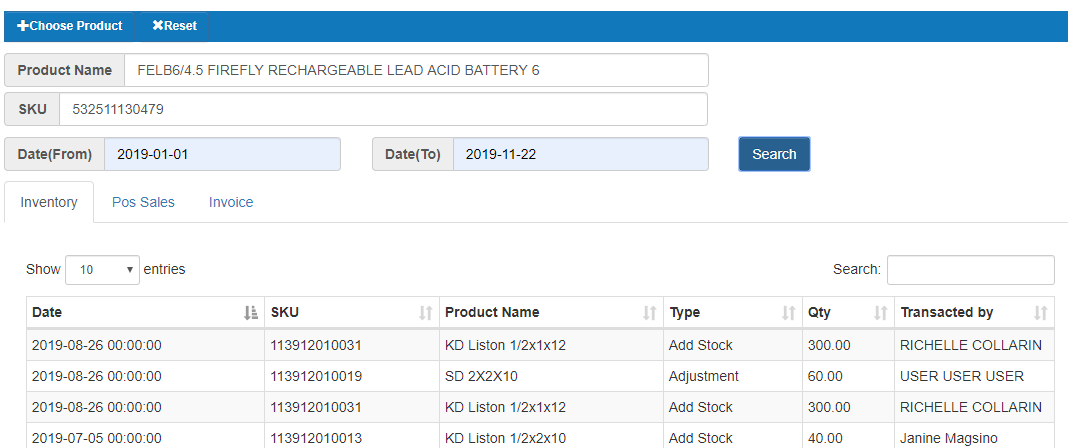 Choose Product Reset
Product Name FELB6/4.5 FIREFLY RECHARGEABLE LEAD ACID BATTERY 6
SKU 532511130479
Date(From) 2019-01-01 Date(To) 2019-11-22 Search
Inventory Pos Sales Invoice
Show 10 entries Search:
Date SKU Product Name Type Qty Transacted by
2019-08-26 00:00:00 113912010031 KD Liston 1/2x1x12 Add Stock 300.00 RICHELLE COLLARIN
2019-08-26 00:00:00 113912010019 SD 2X2X10 Adjustment 60.00 USER USER USER
2019-08-26 00:00:00 113912010031 KD Liston 1/2x1x12 Add Stock 300.00 RICHELLE COLLARIN
2019-07-05 00:00:00 113912010013 KD Liston 1/2x2x10 Add Stock 40.00 Janine Magsino